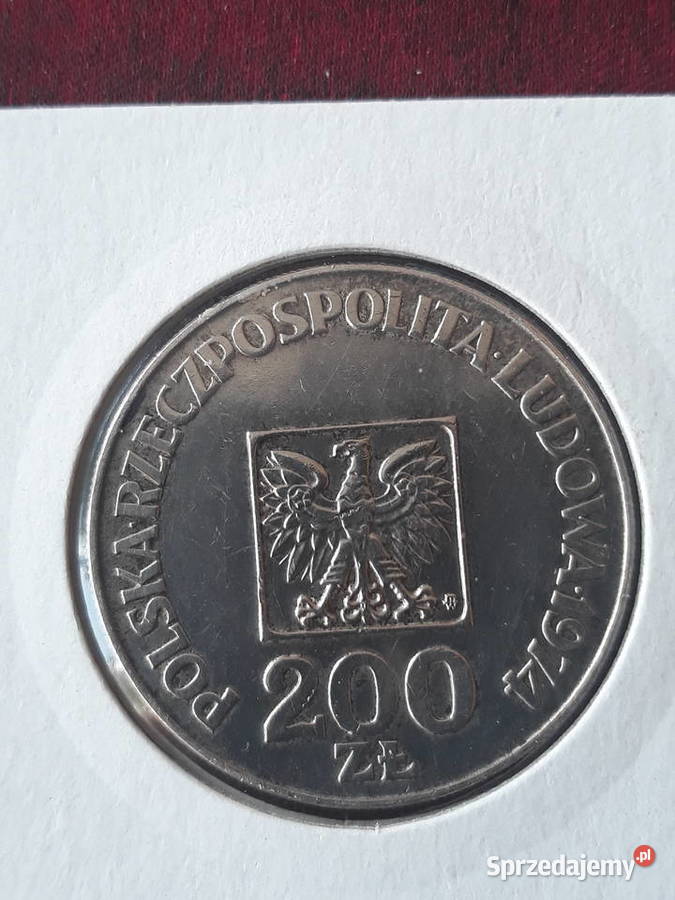 POLSKA·RZECZPOSPOLITA·LUDOWA·1974
200
ZŁ
Sprzedajemy.pl